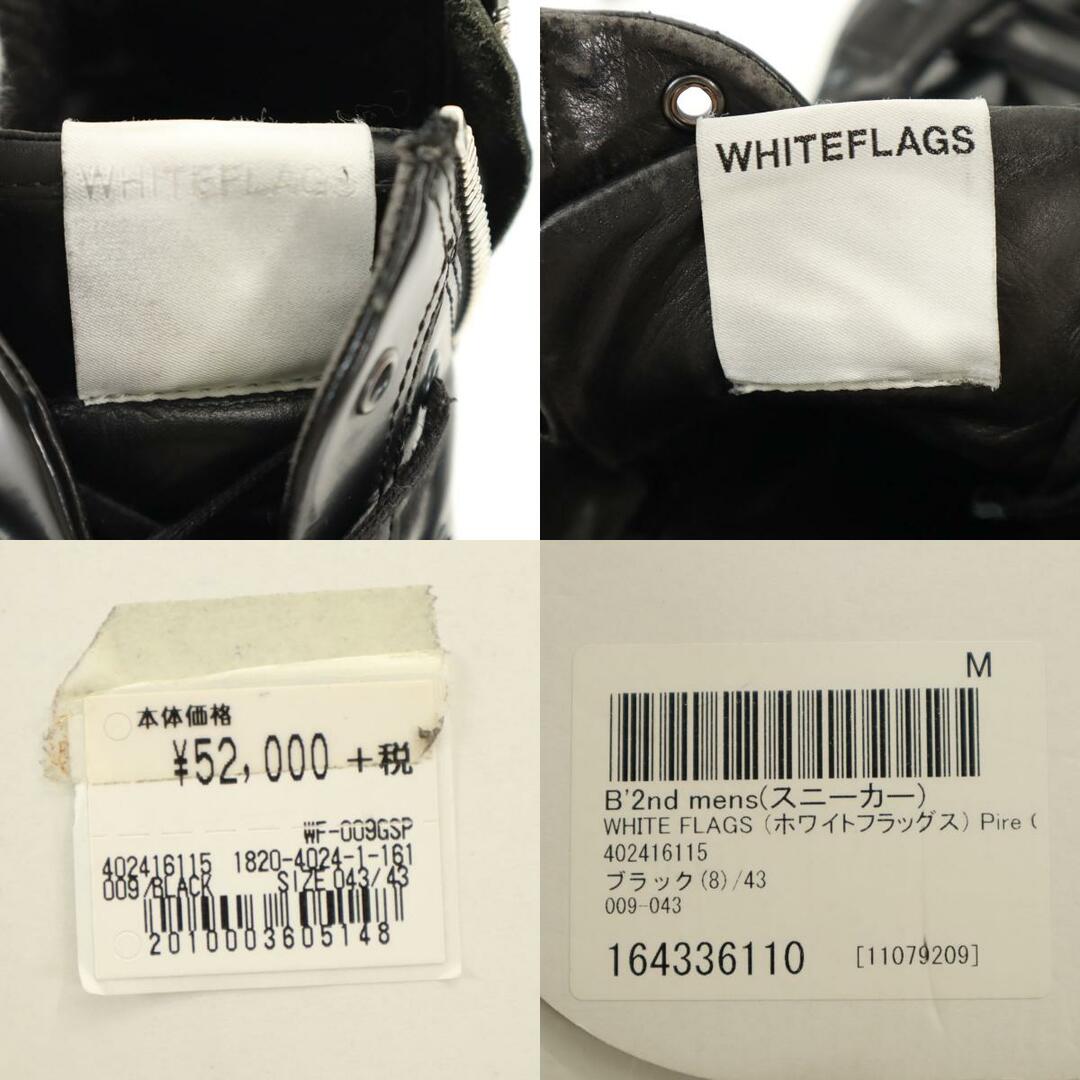 WHITEFLAGS
WHITEFLAGS
本体価格
¥52,000 +税
WF-009GSP
402416115 1820-4024-1-161
009/BLACK SIZE 043/43
2010003605148
M
B'2nd mens(スニーカー)
WHITE FLAGS (ホワイトフラッグス) Pire
402416115
ブラック(8)/43
009-043
164336110 [11079209]